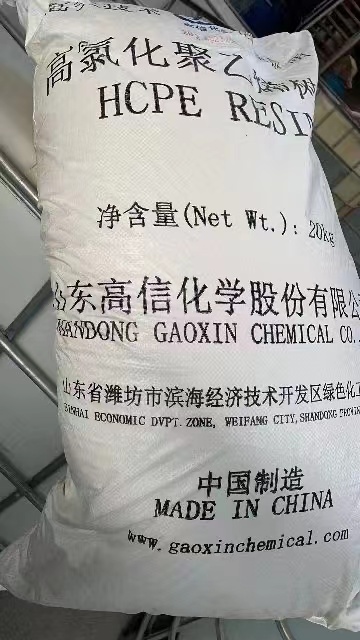 高氯化聚乙烯树
HCPE RESIN
净含量(Net Wt.): 20kg
山东高信化学股份有限公
SHANDONG GAOXIN CHEMICAL CO.
山东省潍坊市滨海经济技术开发区绿色化工
BINHAI ECONOMIC DVPT. ZONE, WEIFANG CITY, SHANDONG PROVIN
中国制造
MADE IN CHINA
www.gaoxinchemical.com